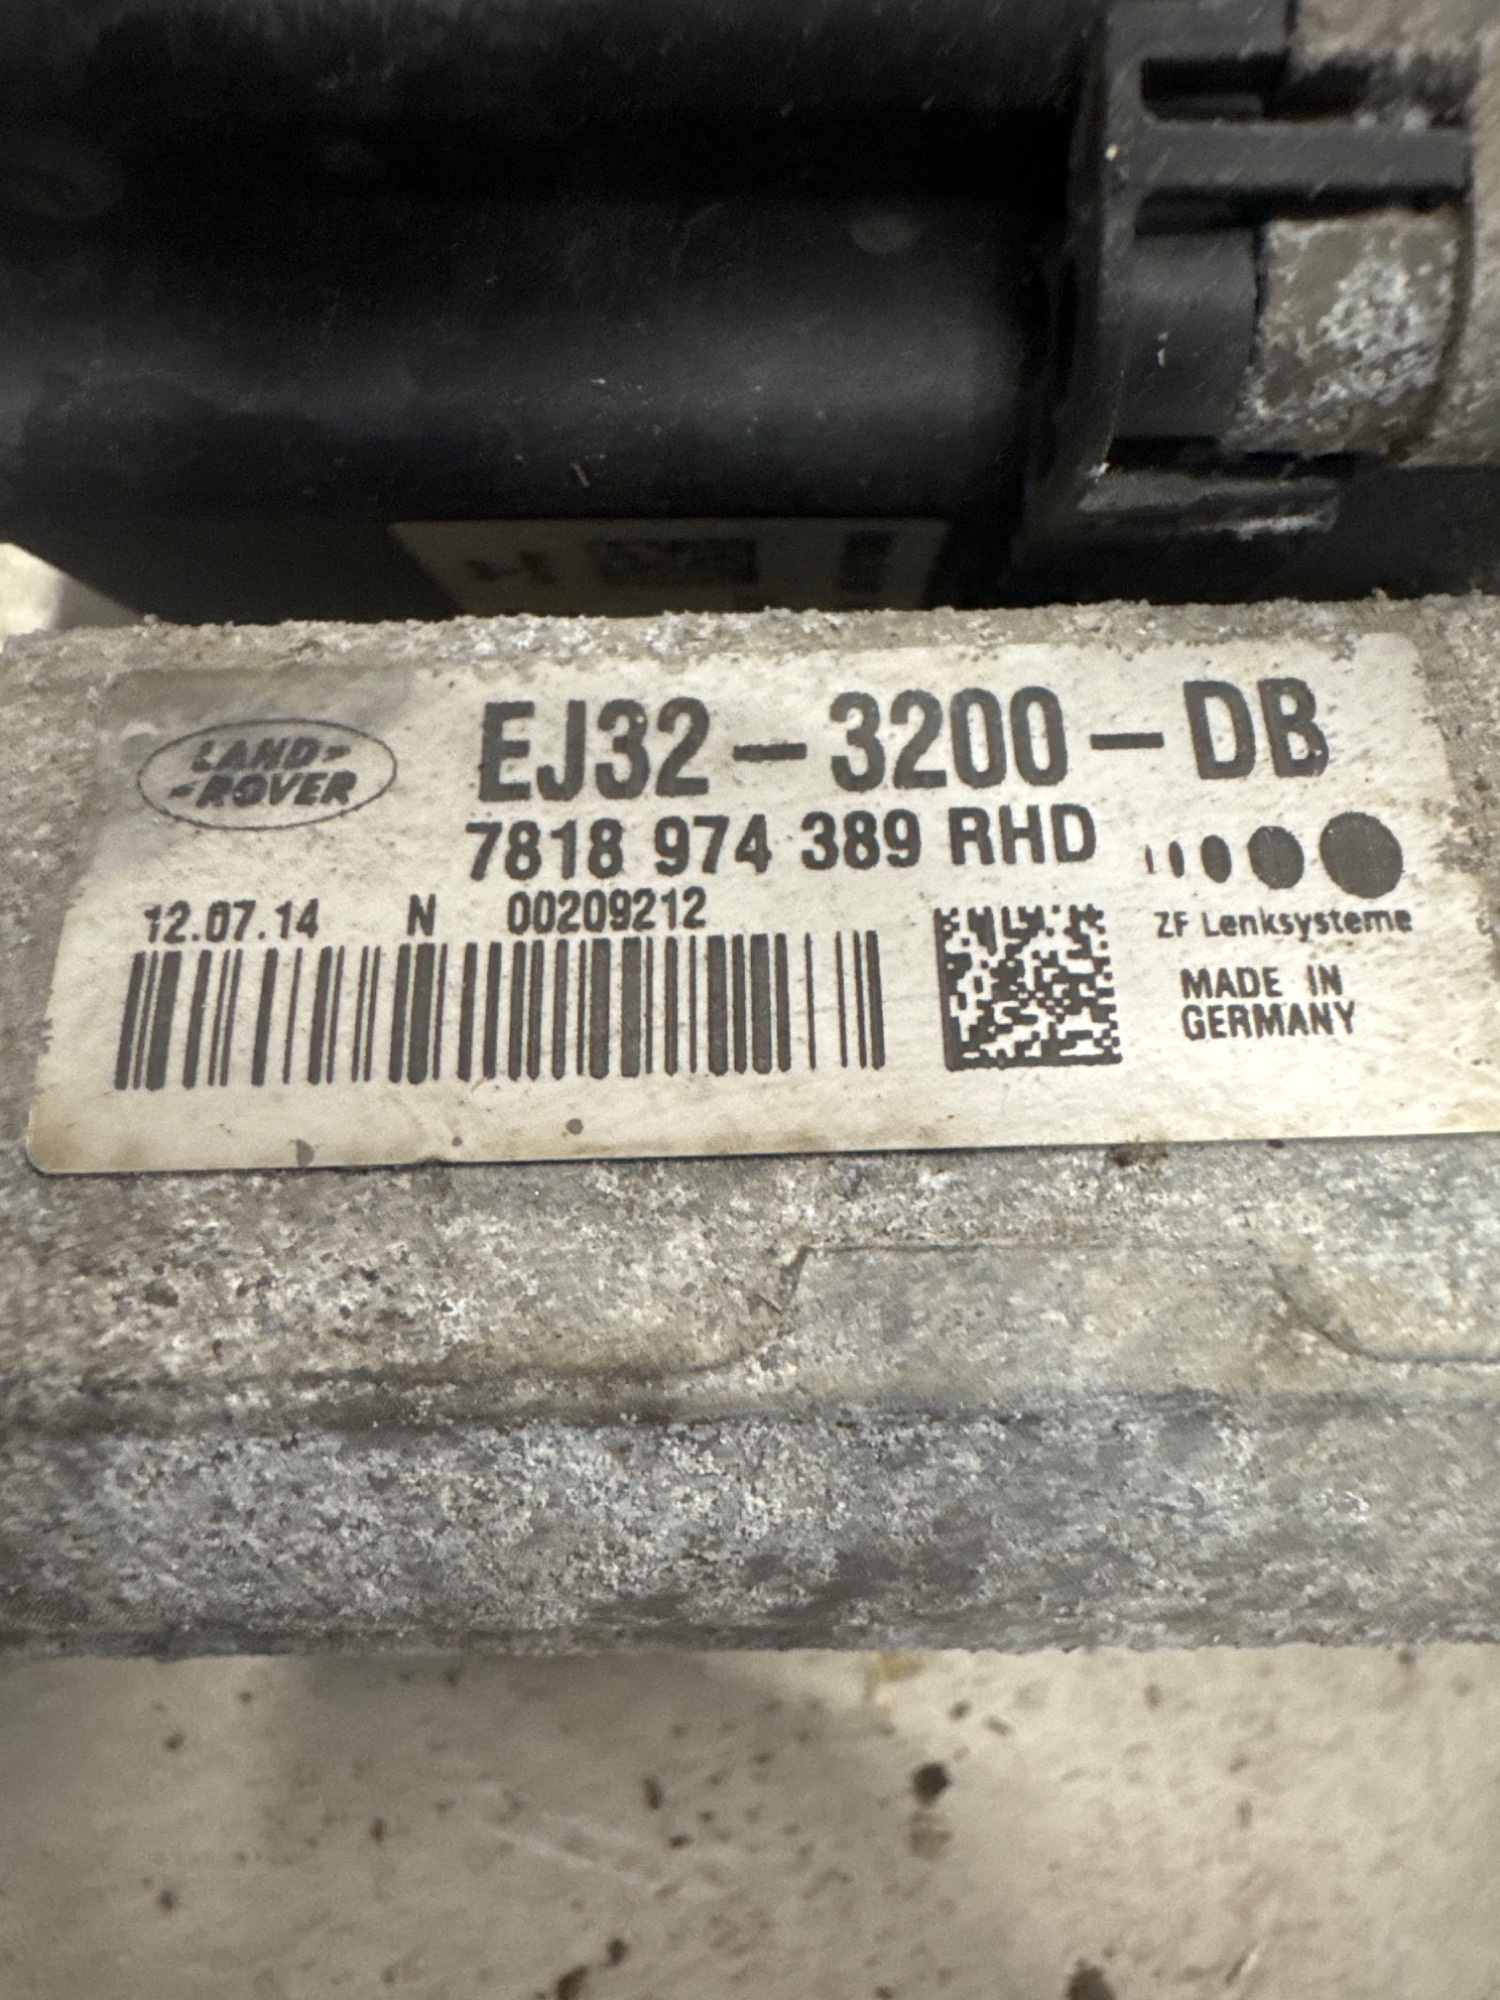 LAND-
-ROVER
EJ32-3200-DB
7818 974 389 RHD
12.07.14 N 00209212
ZF Lenksysteme
MADE IN
GERMANY